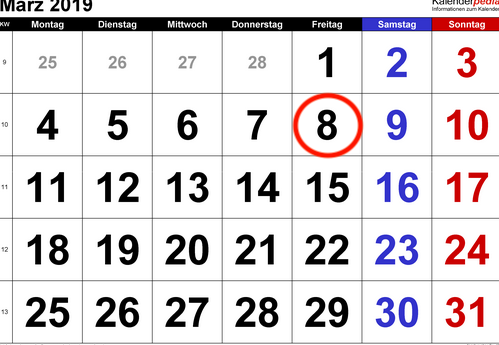 März 2019
Kalenderpedia
Informationen zum Kalender
KW Montag Dienstag Mittwoch Donnerstag Freitag Samstag Sonntag
9 25 26 27 28 1 2 3
10 4 5 6 7 8 9 10
11 11 12 13 14 15 16 17
12 18 19 20 21 22 23 24
13 25 26 27 28 29 30 31